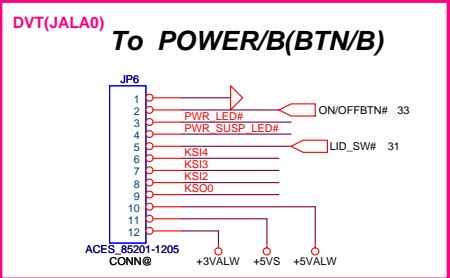 DVT(JALA0)
To POWER/B(BTN/B)
JP6
1
2 ON/OFFBTN# 33
3 PWR_LED#
4 PWR_SUSP_LED#
5 LID_SW# 31
6 KSI4
7 KSI3
8 KSI2
9 KSO0
10
11
12
ACES_85201-1205
CONN@
+3VALW +5VS +5VALW